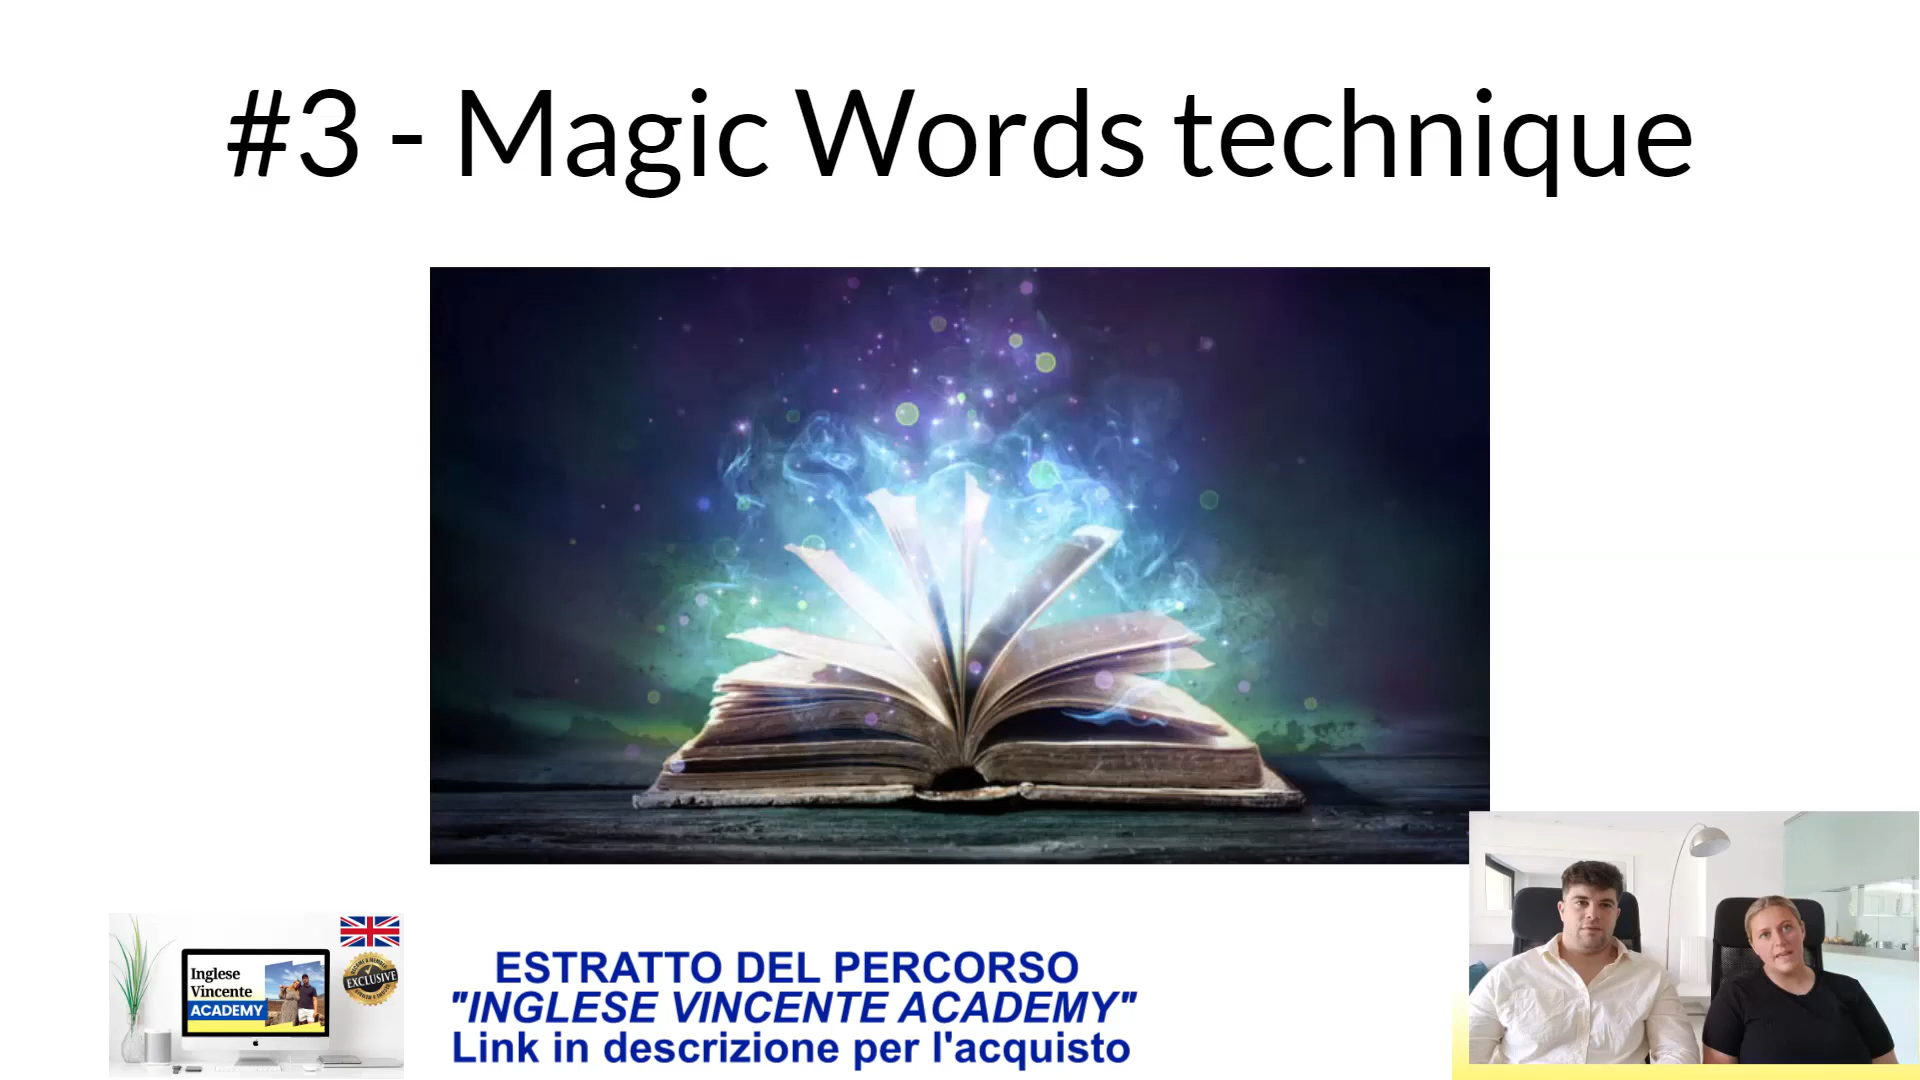 #3 - Magic Words technique
Inglese
Vincente
ACADEMY
EXCLUSIVE
ESTRATTO DEL PERCORSO
"INGLESE VINCENTE ACADEMY"
Link in descrizione per l'acquisto